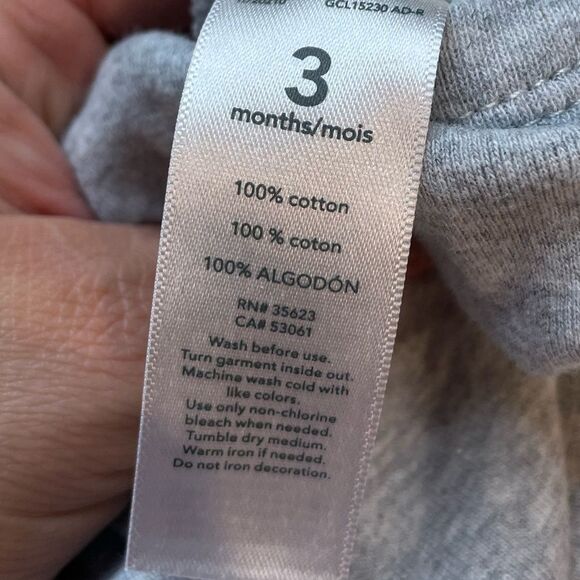 GCL15230 AD-R
3
months/mois
100% cotton
100 % coton
100% ALGODÓN
RN# 35623
CA# 53061
Wash before use.
Turn garment inside out.
Machine wash cold with
like colors.
Use only non-chlorine
bleach when needed.
Tumble dry medium.
Warm iron if needed.
Do not iron decoration.